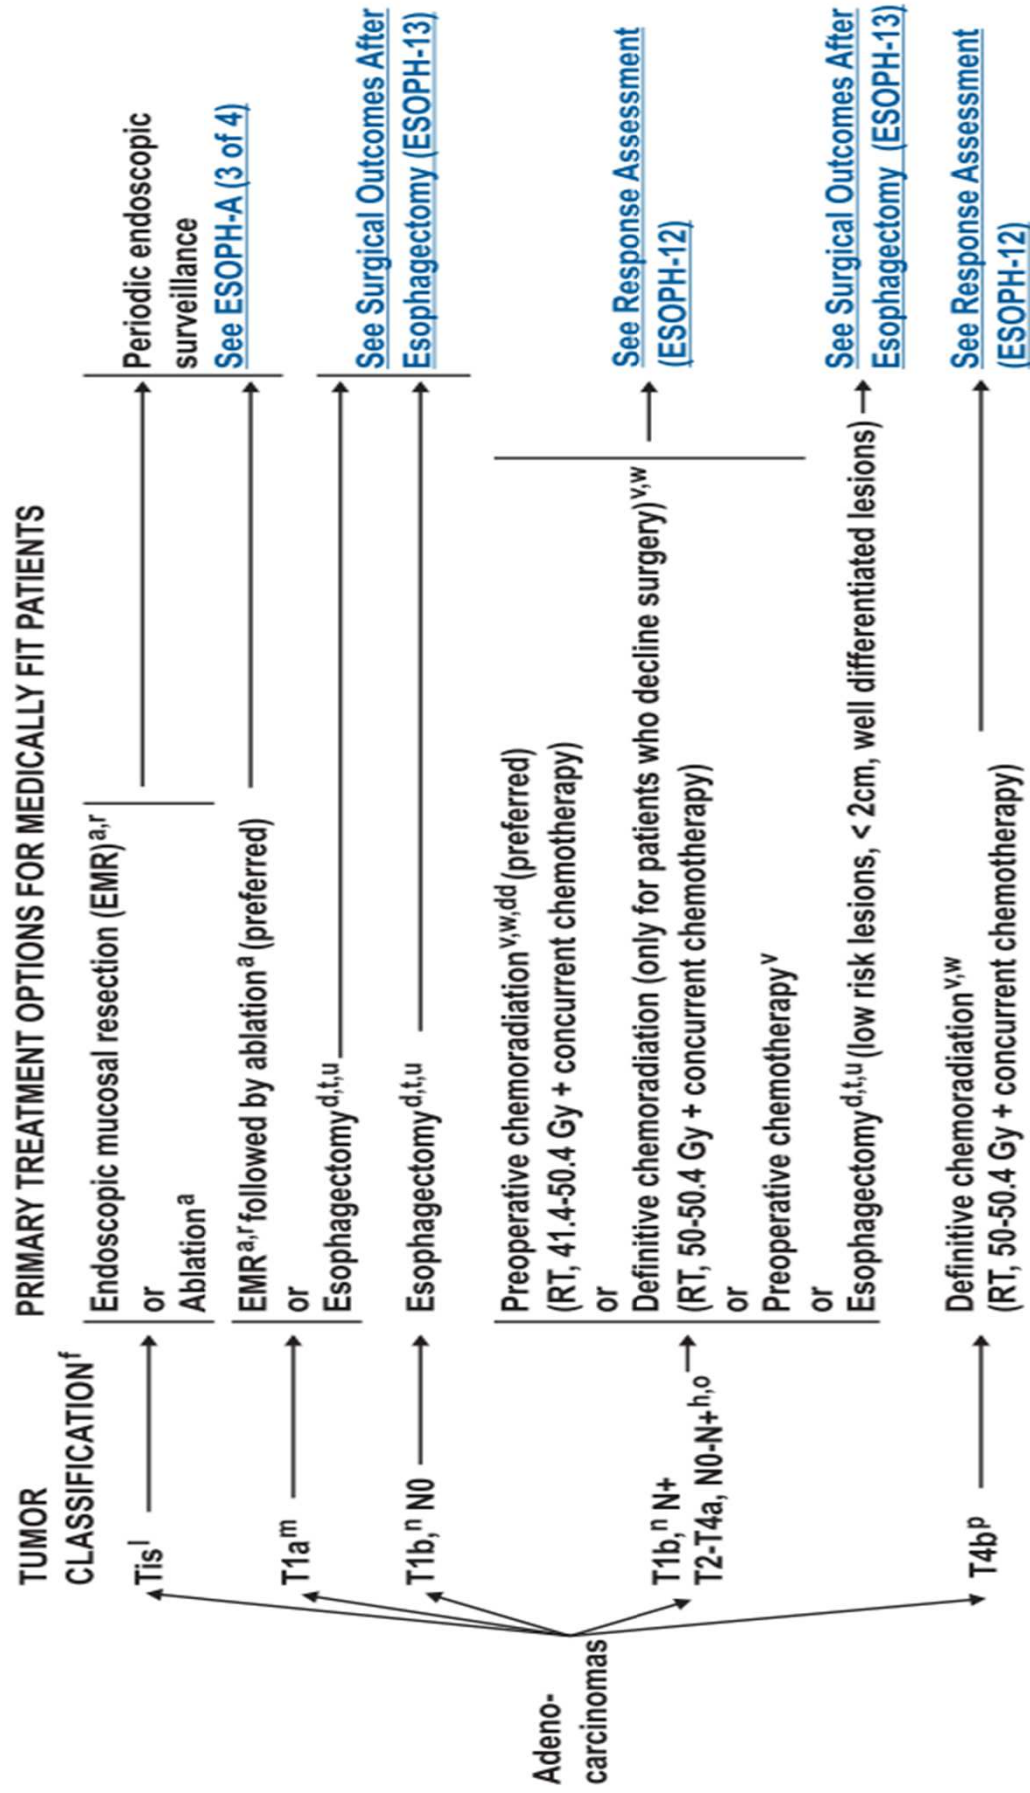 PRIMARY TREATMENT OPTIONS FOR MEDICALLY FIT PATIENTS
TUMOR
CLASSIFICATIONf
Adeno-
carcinomas
Tisl
Endoscopic mucosal resection (EMR)a,r
or
Ablationa
Periodic endoscopic
surveillance
See ESOPH-A (3 of 4)
T1am
EMRa,r followed by ablationa (preferred)
or
Esophagectomyd,t,u
See Surgical Outcomes After
Esophagectomy (ESOPH-13)
T1b,n N0
Esophagectomyd,t,u
T1b,n N+
T2-T4a, N0-N+h,o
Preoperative chemoradiationv,w,dd (preferred)
(RT, 41.4-50.4 Gy + concurrent chemotherapy)
or
Definitive chemoradiation (only for patients who decline surgery)v,w
(RT, 50-50.4 Gy + concurrent chemotherapy)
or
Preoperative chemotherapyv
or
Esophagectomyd,t,u (low risk lesions, < 2cm, well differentiated lesions)
See Response Assessment
(ESOPH-12)
See Surgical Outcomes After
Esophagectomy (ESOPH-13)
T4bp
Definitive chemoradiationv,w
(RT, 50-50.4 Gy + concurrent chemotherapy)
See Response Assessment
(ESOPH-12)